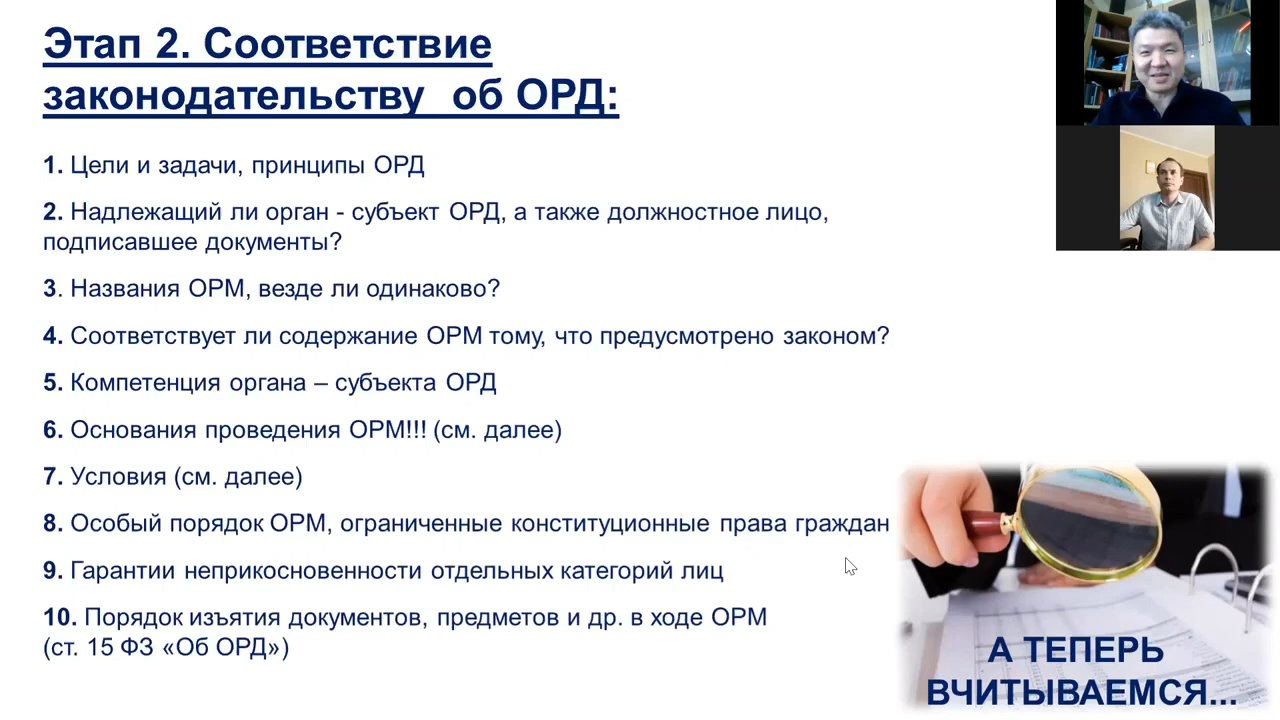 Этап 2. Соответствие
законодательству об ОРД:
1. Цели и задачи, принципы ОРД
2. Надлежащий ли орган - субъект ОРД, а также должностное лицо,
подписавшее документы?
3. Названия ОРМ, везде ли одинаково?
4. Соответствует ли содержание ОРМ тому, что предусмотрено законом?
5. Компетенция органа – субъекта ОРД
6. Основания проведения ОРМ!!! (см. далее)
7. Условия (см. далее)
8. Особый порядок ОРМ, ограниченные конституционные права граждан
9. Гарантии неприкосновенности отдельных категорий лиц
10. Порядок изъятия документов, предметов и др. в ходе ОРМ
(ст. 15 ФЗ «Об ОРД»)
А ТЕПЕРЬ
ВЧИТЫВАЕМСЯ...